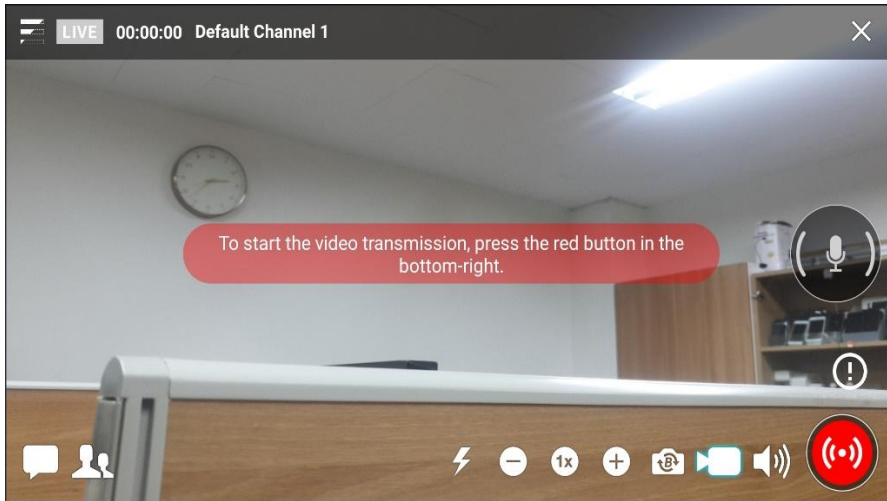 LIVE 00:00:00 Default Channel 1
To start the video transmission, press the red button in the
bottom-right.
1x
B